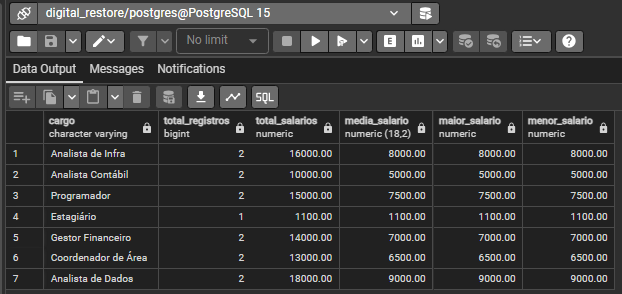 digital_restore/postgres@PostgreSQL 15
No limit
E
Data Output Messages Notifications
SQL
cargo total_registros total_salarios media_salario maior_salario menor_salario
character varying bigint numeric numeric (18,2) numeric numeric
1 Analista de Infra 2 16000.00 8000.00 8000.00 8000.00
2 Analista Contábil 2 10000.00 5000.00 5000.00 5000.00
3 Programador 2 15000.00 7500.00 7500.00 7500.00
4 Estagiário 1 1100.00 1100.00 1100.00 1100.00
5 Gestor Financeiro 2 14000.00 7000.00 7000.00 7000.00
6 Coordenador de Área 2 13000.00 6500.00 6500.00 6500.00
7 Analista de Dados 2 18000.00 9000.00 9000.00 9000.00